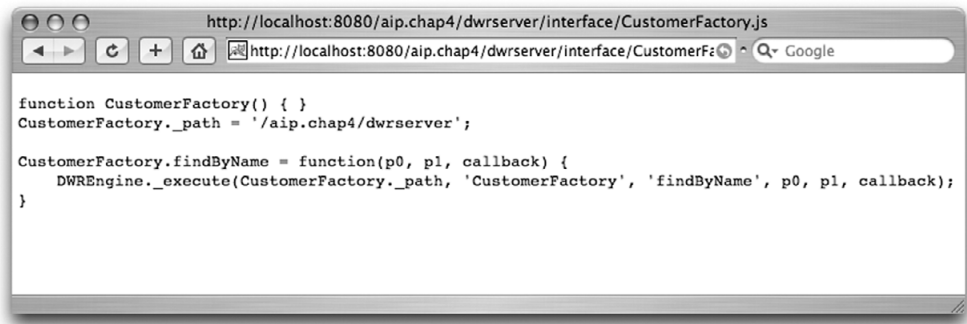 http://localhost:8080/aip.chap4/dwrserver/interface/CustomerFactory.js
http://localhost:8080/aip.chap4/dwrserver/interface/CustomerFa
Google
function CustomerFactory() { }
CustomerFactory._path = '/aip.chap4/dwrserver';
CustomerFactory.findByName = function(p0, p1, callback) {
    DWREngine._execute(CustomerFactory._path, 'CustomerFactory', 'findByName', p0, p1, callback);
}